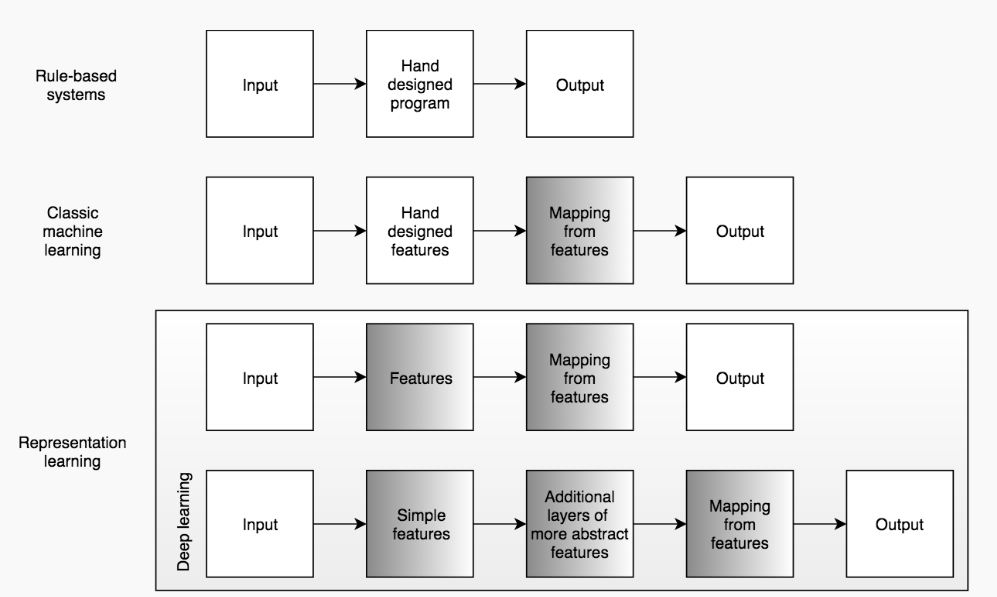 Rule-based
systems
Input
Hand
designed
program
Output
Classic
machine
learning
Input
Hand
designed
features
Mapping
from
features
Output
Representation
learning
Input
Features
Mapping
from
features
Output
Deep learning
Input
Simple
features
Additional
layers of
more abstract
features
Mapping
from
features
Output